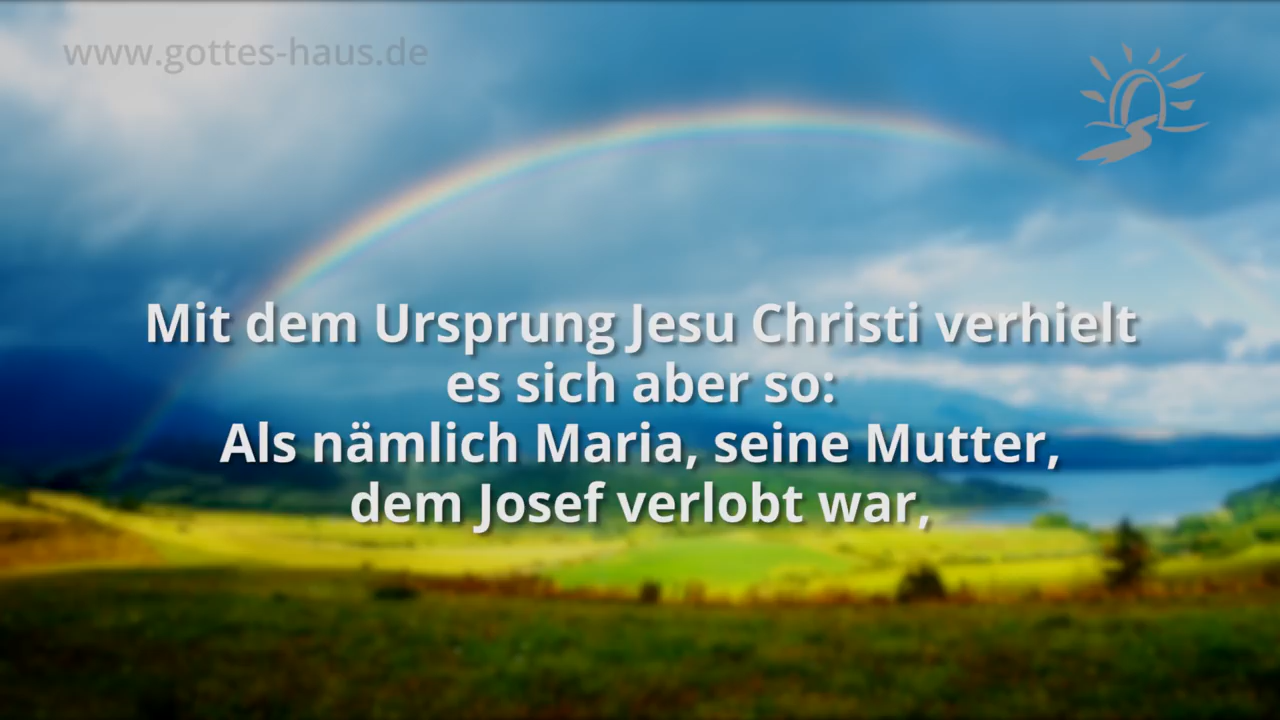 www.gottes-haus.de
Mit dem Ursprung Jesu Christi verhielt
es sich aber so:
Als nämlich Maria, seine Mutter,
dem Josef verlobt war,